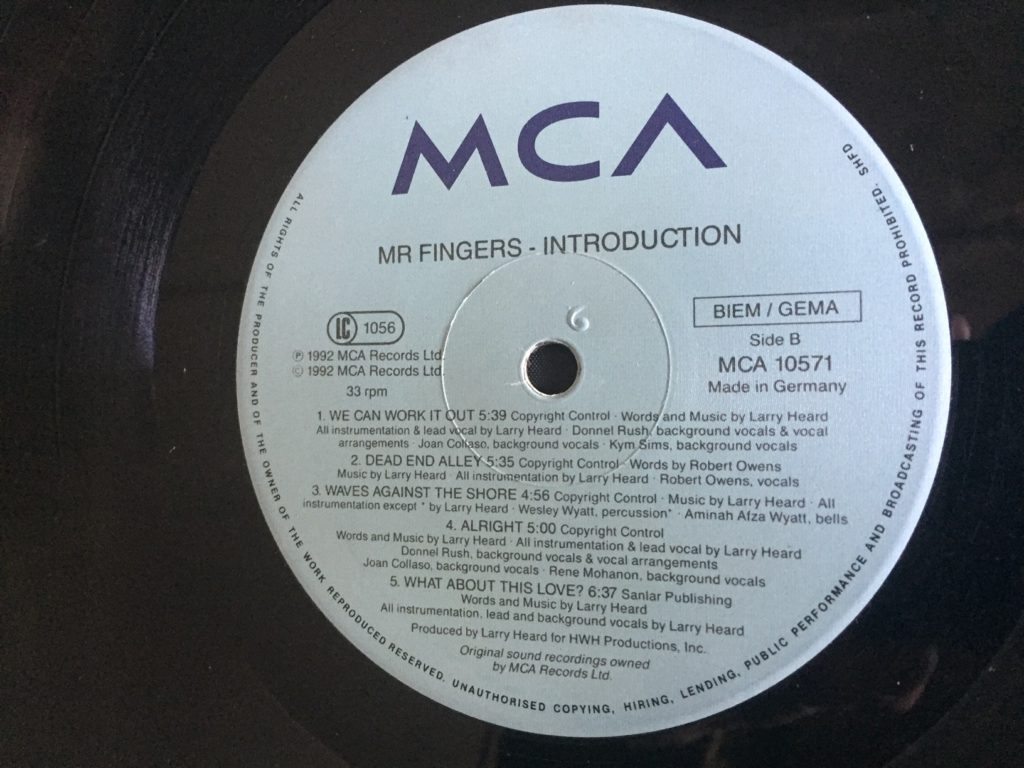 MCA
MR FINGERS - INTRODUCTION
LC 1056
℗ 1992 MCA Records Ltd.
© 1992 MCA Records Ltd.
33 rpm
BIEM / GEMA
Side B
MCA 10571
Made in Germany
6
1. WE CAN WORK IT OUT 5:39 Copyright Control · Words and Music by Larry Heard
All instrumentation & lead vocal by Larry Heard · Donnel Rush, background vocals & vocal
arrangements · Joan Collaso, background vocals · Kym Sims, background vocals
2. DEAD END ALLEY 5:35 Copyright Control · Words by Robert Owens
Music by Larry Heard · All instrumentation by Larry Heard · Robert Owens, vocals
3. WAVES AGAINST THE SHORE 4:56 Copyright Control · Music by Larry Heard · All
instrumentation except * by Larry Heard · Wesley Wyatt, percussion* · Aminah Afza Wyatt, bells
4. ALRIGHT 5:00 Copyright Control
Words and Music by Larry Heard · All instrumentation & lead vocal by Larry Heard
Donnel Rush, background vocals & vocal arrangements
Joan Collaso, background vocals · Rene Mohanon, background vocals
5. WHAT ABOUT THIS LOVE? 6:37 Sanlar Publishing
Words and Music by Larry Heard
All instrumentation, lead and background vocals by Larry Heard
Produced by Larry Heard for HWH Productions, Inc.
Original sound recordings owned
by MCA Records Ltd.
ALL RIGHTS OF THE PRODUCER AND OF THE OWNER OF THE WORK REPRODUCED RESERVED. UNAUTHORISED COPYING, HIRING, LENDING, PUBLIC PERFORMANCE AND BROADCASTING OF THIS RECORD PROHIBITED. SHFD